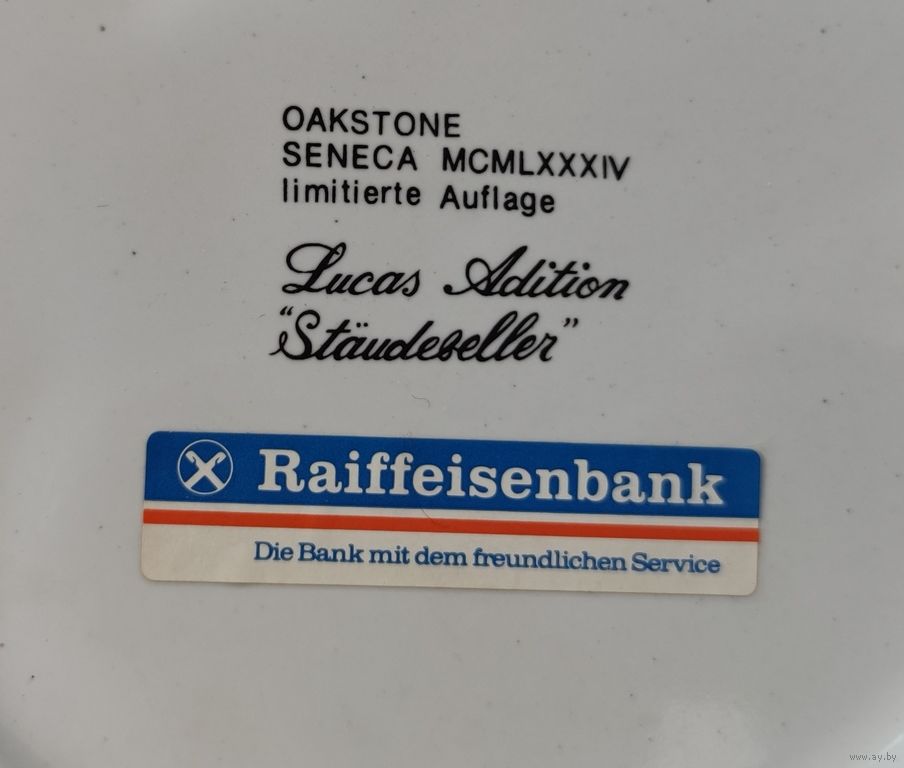 OAKSTONE
SENECA MCMLXXXIV
limitierte Auflage
Lucas Adition
“Stäudeseller”
Raiffeisenbank
Die Bank mit dem freundlichen Service
www.ay.by